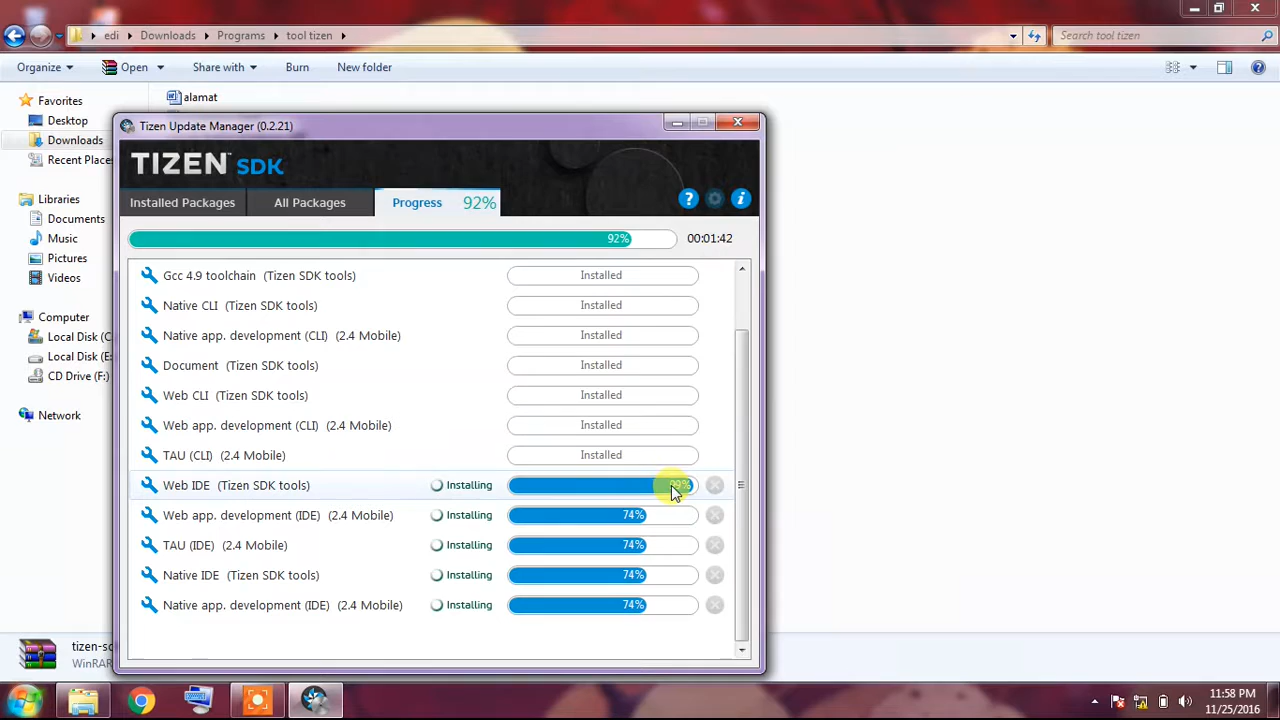 edi Downloads Programs tool tizen
Search tool tizen
Organize Open Share with Burn New folder
Favorites
Desktop
Downloads
Recent Places
Libraries
Documents
Music
Pictures
Videos
Computer
Local Disk (C
Local Disk (E:
CD Drive (F:)
Network
alamat
Tizen Update Manager (0.2.21)
TIZEN™ SDK
Installed Packages All Packages Progress 92%
92% 00:01:42
Gcc 4.9 toolchain (Tizen SDK tools) Installed
Native CLI (Tizen SDK tools) Installed
Native app. development (CLI) (2.4 Mobile) Installed
Document (Tizen SDK tools) Installed
Web CLI (Tizen SDK tools) Installed
Web app. development (CLI) (2.4 Mobile) Installed
TAU (CLI) (2.4 Mobile) Installed
Web IDE (Tizen SDK tools) Installing 99%
Web app. development (IDE) (2.4 Mobile) Installing 74%
TAU (IDE) (2.4 Mobile) Installing 74%
Native IDE (Tizen SDK tools) Installing 74%
Native app. development (IDE) (2.4 Mobile) Installing 74%
tizen-sd
WinRAR
11:58 PM
11/25/2016